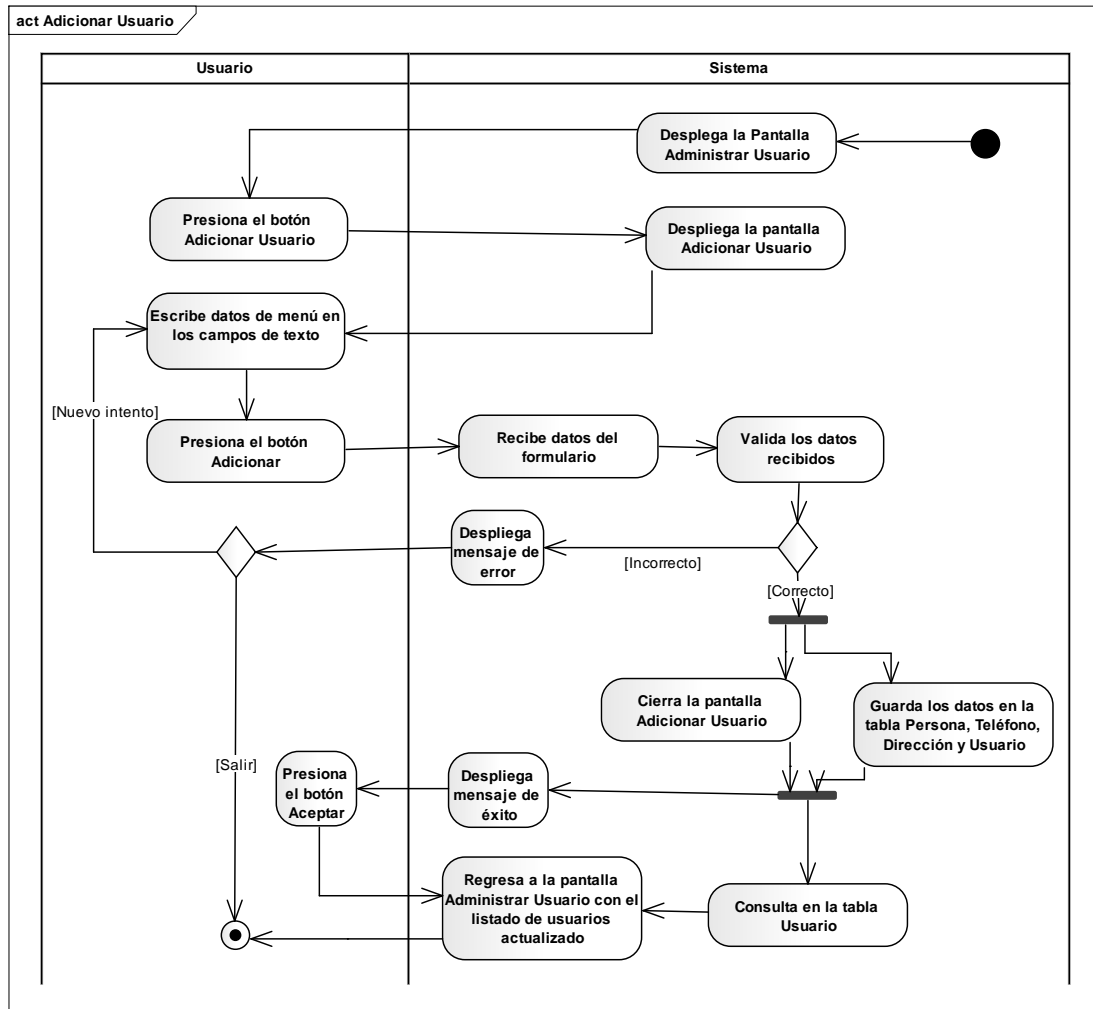 act Adicionar Usuario
Usuario
Sistema
Desplega la Pantalla
Administrar Usuario
Presiona el botón
Adicionar Usuario
Despliega la pantalla
Adicionar Usuario
Escribe datos de menú en
los campos de texto
[Nuevo intento]
Presiona el botón
Adicionar
Recibe datos del
formulario
Valida los datos
recibidos
Despliega
mensaje de
error
[Incorrecto]
[Correcto]
Cierra la pantalla
Adicionar Usuario
Guarda los datos en la
tabla Persona, Teléfono,
Dirección y Usuario
[Salir]
Presiona
el botón
Aceptar
Despliega
mensaje de
éxito
Regresa a la pantalla
Administrar Usuario con el
listado de usuarios
actualizado
Consulta en la tabla
Usuario